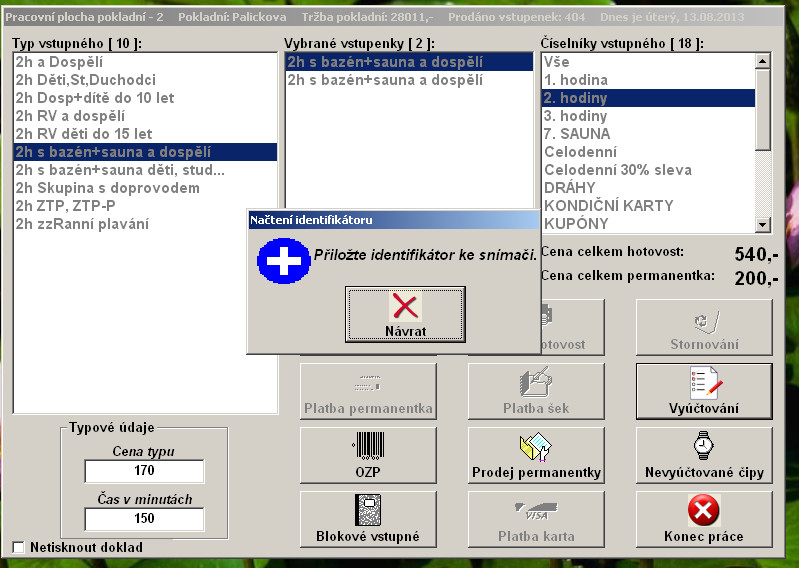 Pracovní plocha pokladní - 2 Pokladní: Palickova Tržba pokladní: 28011,- Prodáno vstupenek: 404 Dnes je úterý, 13.08.2013
Typ vstupného [ 10 ]:
2h a Dospělí
2h Děti,St,Duchodci
2h Dosp+dítě do 10 let
2h RV a dospělí
2h RV děti do 15 let
2h s bazén+sauna a dospělí
2h s bazén+sauna děti, stud...
2h Skupina s doprovodem
2h ZTP, ZTP-P
2h zzRanní plavání
Vybrané vstupenky [ 2 ]:
2h s bazén+sauna a dospělí
2h s bazén+sauna a dospělí
Číselníky vstupného [ 18 ]:
Vše
1. hodina
2. hodiny
3. hodiny
7. SAUNA
Celodenní
Celodenní 30% sleva
DRÁHY
KONDIČNÍ KARTY
KUPÓNY
Načtení identifikátoru
Přiložte identifikátor ke snímači.
Návrat
Cena celkem hotovost: 540,-
Cena celkem permanentka: 200,-
otovost
Stornování
Platba permanentka
Platba šek
Vyúčtování
Typové údaje
Cena typu
170
Čas v minutách
150
OZP
Prodej permanentky
Nevyúčtované čipy
Blokové vstupné
VISA
Platba karta
Konec práce
Netisknout doklad